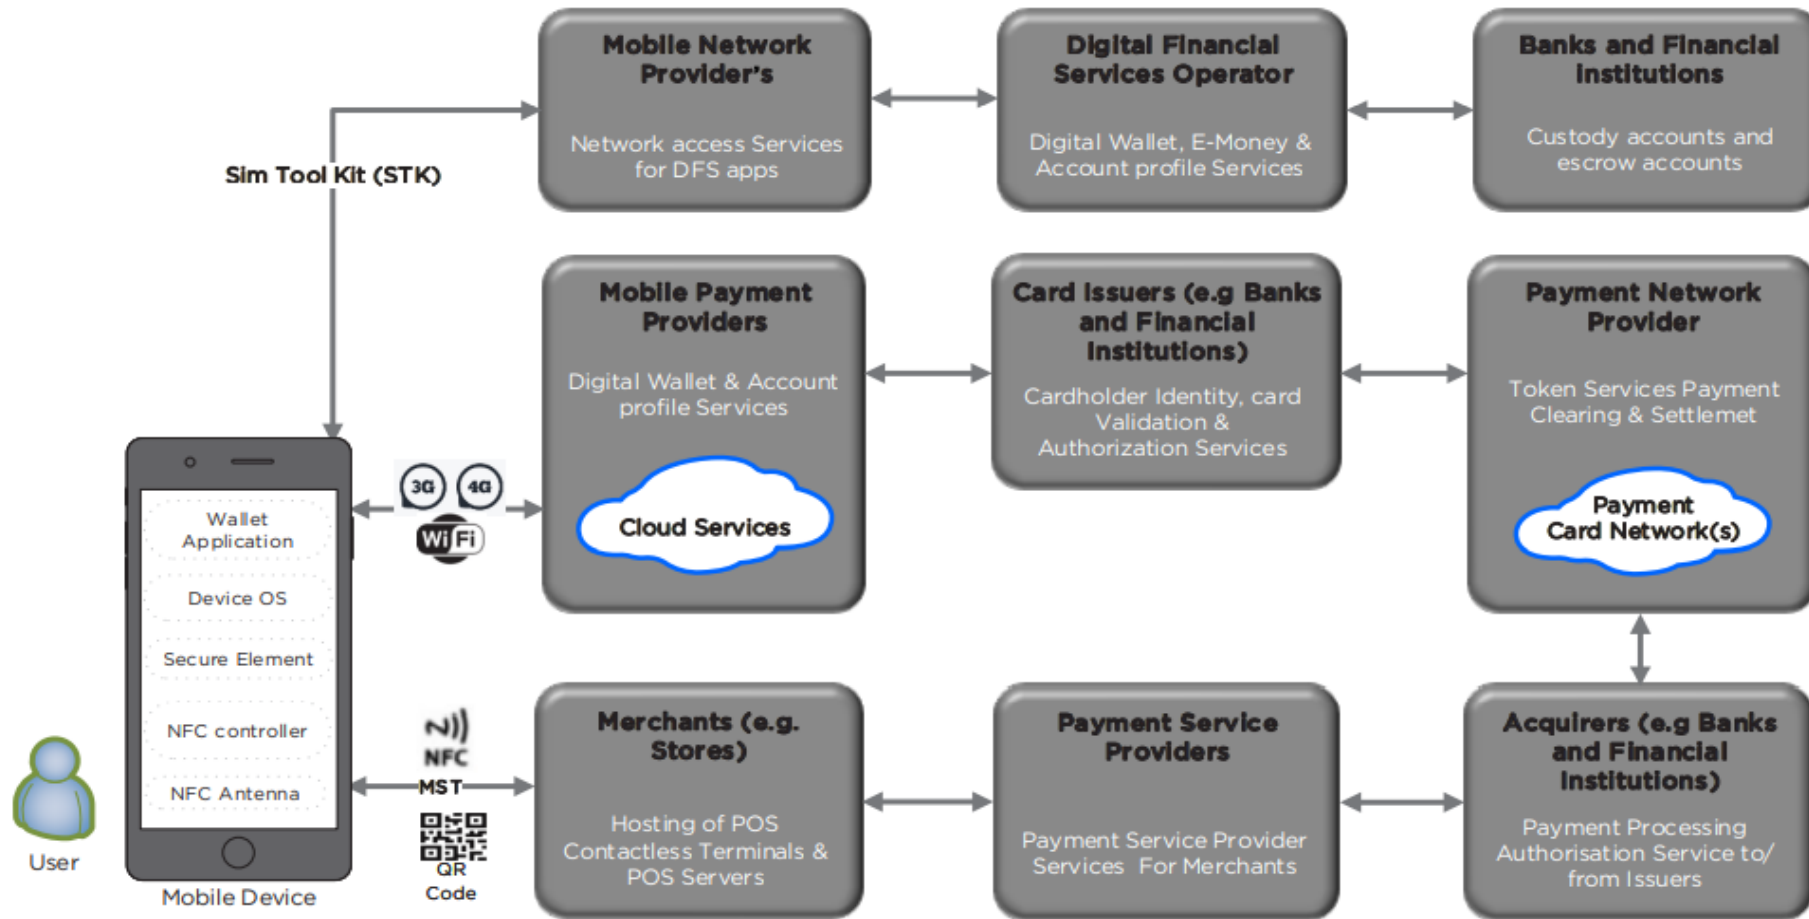 Mobile Network
Provider's
Network access Services
for DFS apps
Digital Financial
Services Operator
Digital Wallet, E-Money &
Account profile Services
Banks and Financial
Institutions
Custody accounts and
escrow accounts
Sim Tool Kit (STK)
Mobile Payment
Providers
Digital Wallet & Account
profile Services
Cloud Services
Card Issuers (e.g Banks
and Financial
Institutions)
Cardholder Identity, card
Validation &
Authorization Services
Payment Network
Provider
Token Services Payment
Clearing & Settlemet
Payment
Card Network(s)
3G
4G
WiFi
Wallet
Application
Device OS
Secure Element
NFC controller
NFC Antenna
User
Mobile Device
NFC
MST
QR
Code
Merchants (e.g.
Stores)
Hosting of POS
Contactless Terminals &
POS Servers
Payment Service
Providers
Payment Service Provider
Services For Merchants
Acquirers (e.g Banks
and Financial
Institutions)
Payment Processing
Authorisation Service to/
from Issuers